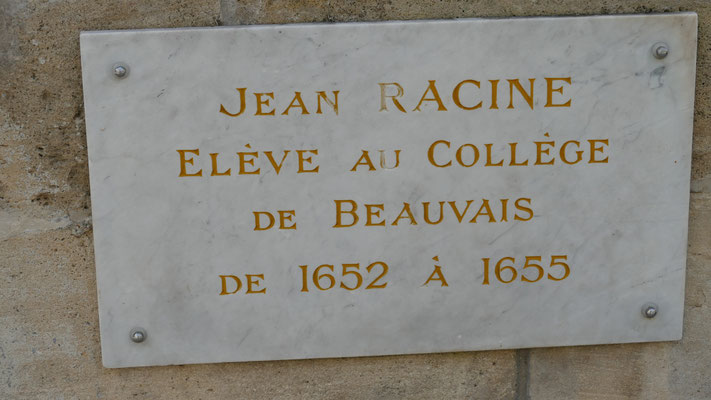 JEAN RACINE
ELÈVE AU COLLÈGE
DE BEAUVAIS
DE 1652 À 1655